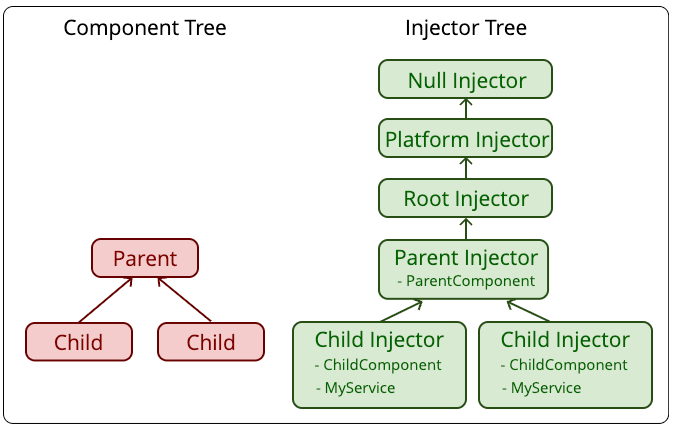 Component Tree
Injector Tree
Null Injector
Platform Injector
Root Injector
Parent
Parent Injector
- ParentComponent
Child
Child
Child Injector
- ChildComponent
- MyService
Child Injector
- ChildComponent
- MyService